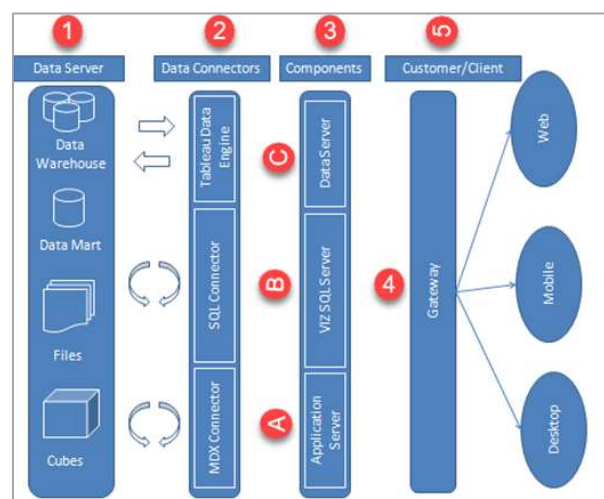 1
2
3
5
Data Server
Data Connectors
Components
Customer/Client
Data
Warehouse
Data Mart
Files
Cubes
Tableau Data
Engine
SQL Connector
MDX Connector
C
B
A
DataServer
VIZ SQL Server
Application
Server
4
Gateway
Web
Mobile
Desktop